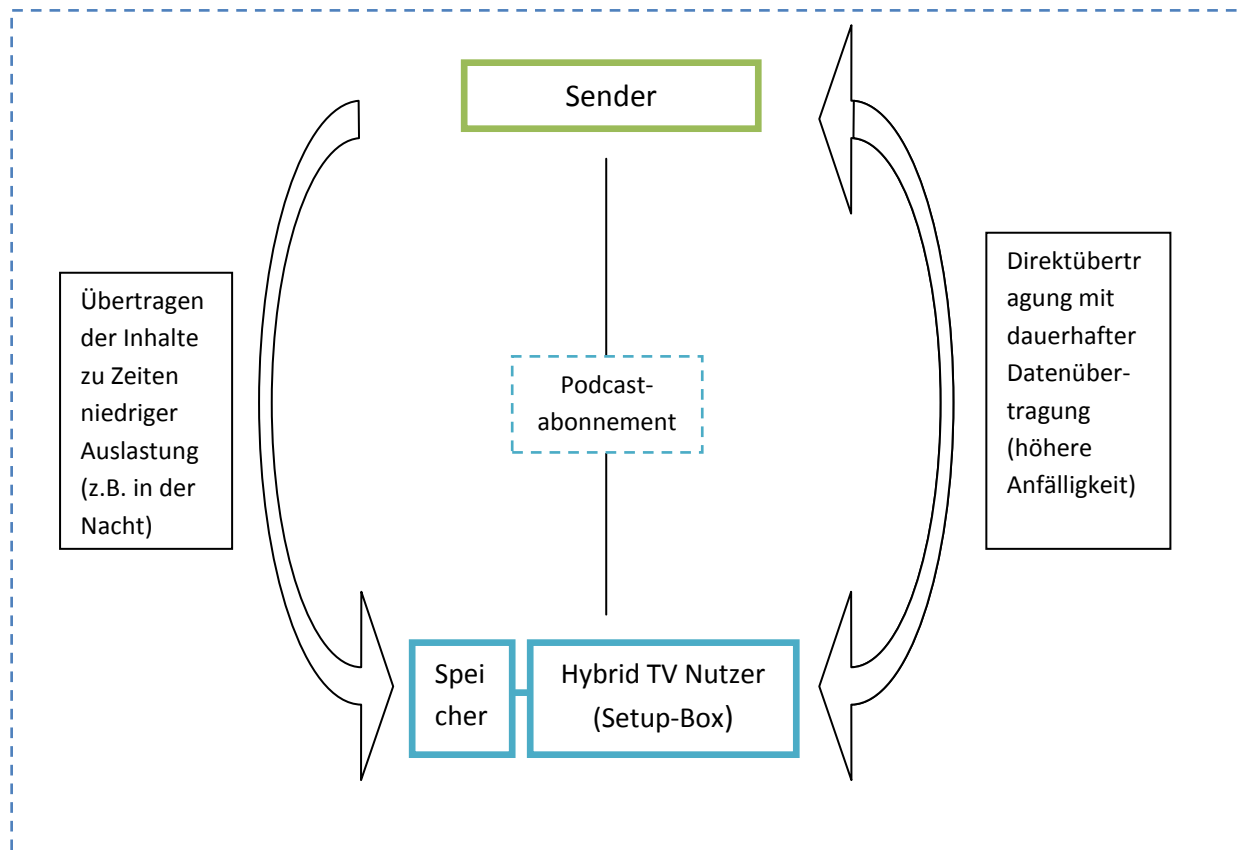 Sender
Übertragen
der Inhalte
zu Zeiten
niedriger
Auslastung
(z.B. in der
Nacht)
Podcast-
abonnement
Direktübertr
agung mit
dauerhafter
Datenüber-
tragung
(höhere
Anfälligkeit)
Spei
cher
Hybrid TV Nutzer
(Setup-Box)